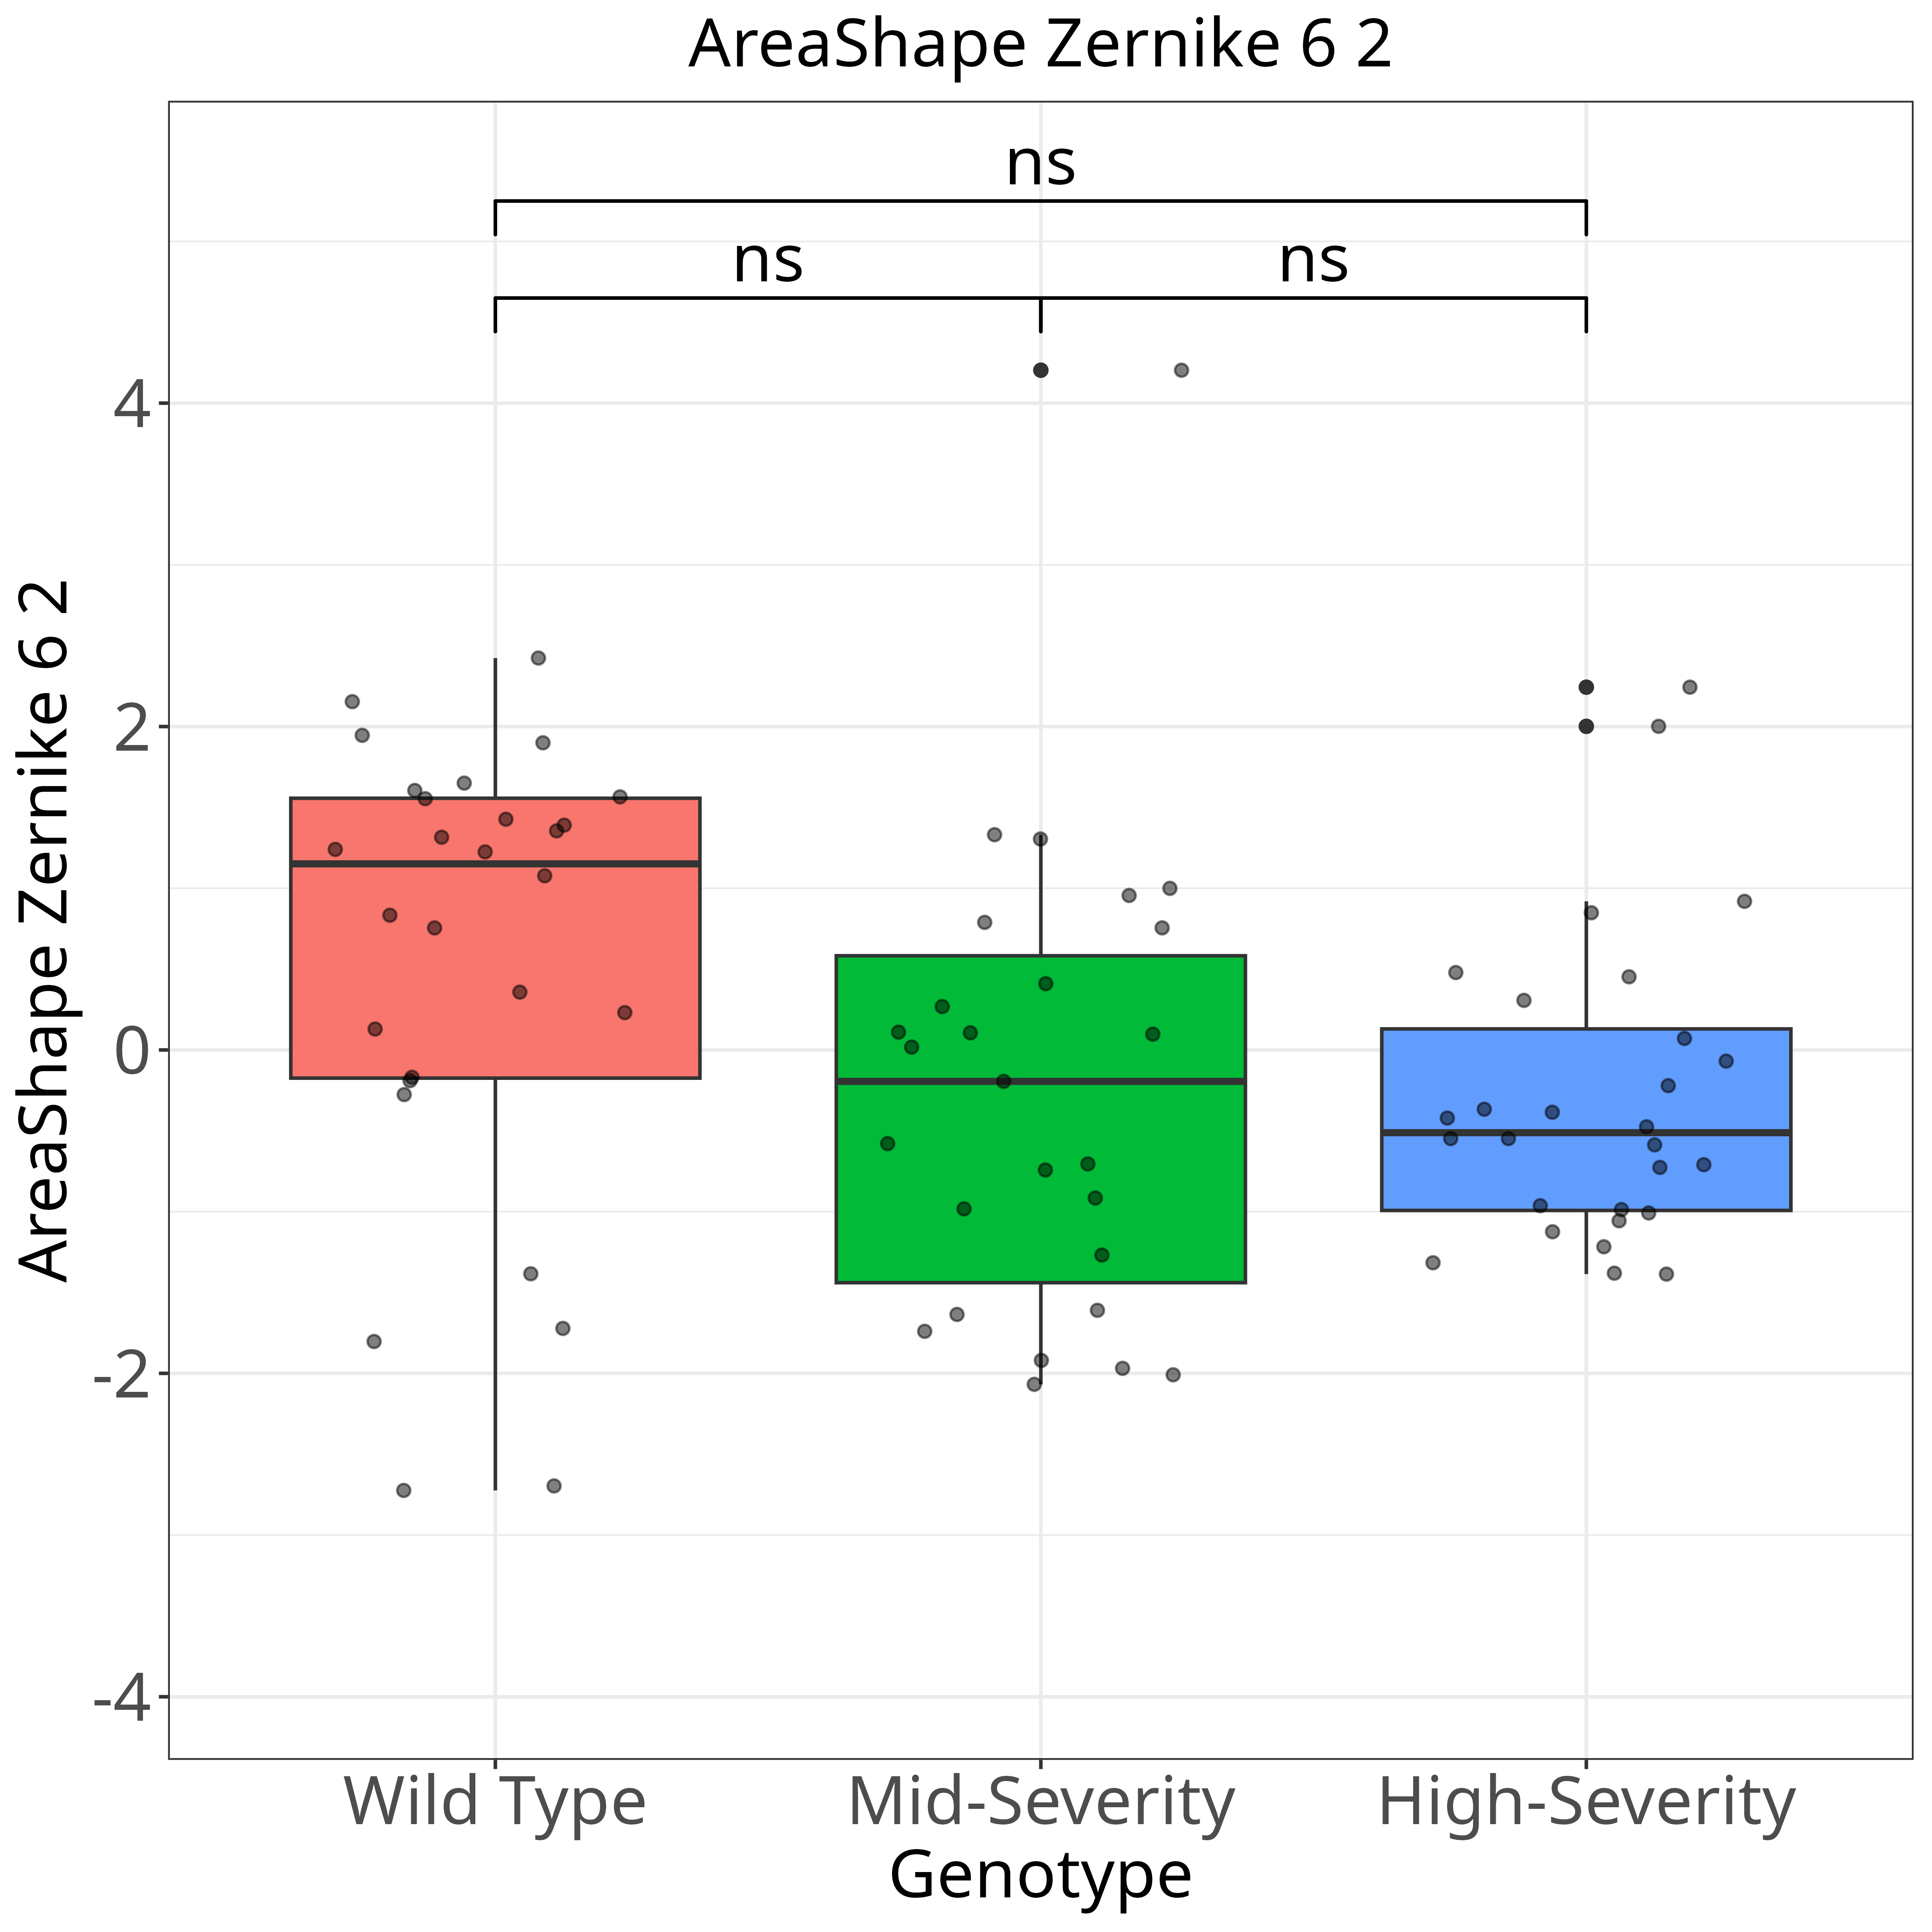 AreaShape Zernike 6 2
ns
ns ns
AreaShape Zernike 6 2
4
2
0
-2
-4
Wild Type Mid-Severity High-Severity
Genotype